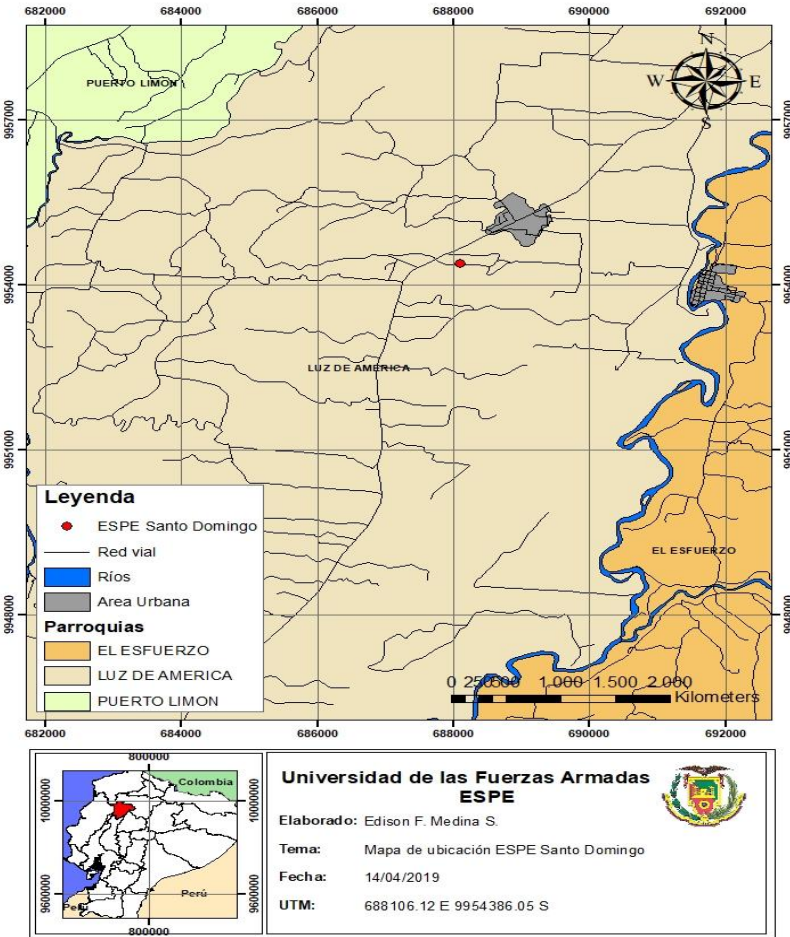 682000 684000 686000 688000 690000 692000
N
PUERTO LIMON
W E
S
9957000 9957000
9954000 9954000
LUZ DE AMERICA
9951000 9951000
EL ESFUERZO
9948000 9948000
Leyenda
ESPE Santo Domingo
Red vial
Ríos
Area Urbana
Parroquias
EL ESFUERZO
LUZ DE AMERICA
PUERTO LIMON
0 250500 1.000 1.500 2.000
Kilometers
682000 684000 686000 688000 690000 692000
800000
Colombia
10000000 10000000
Perú
Perú
9600000 9600000
800000
Universidad de las Fuerzas Armadas
ESPE
Elaborado: Edison F. Medina S.
Tema: Mapa de ubicación ESPE Santo Domingo
Fecha: 14/04/2019
UTM: 688106.12 E 9954386.05 S